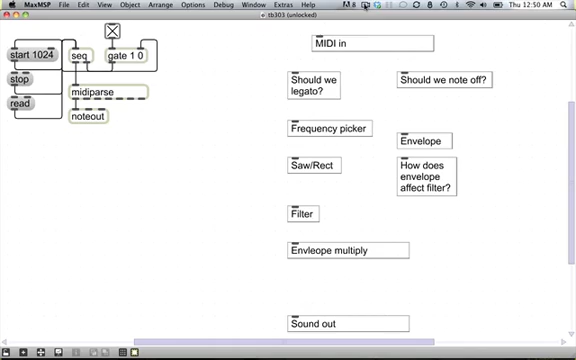 MaxMSP File Edit View Object Arrange Options Debug Window Extras Help
8
Thu 12:50 AM
tb303 (unlocked)
start 1024
seq
gate 1 0
stop
midiparse
read
noteout
MIDI in
Should we
legato?
Should we note off?
Frequency picker
Envelope
Saw/Rect
How does
envelope
affect filter?
Filter
Envleope multiply
Sound out